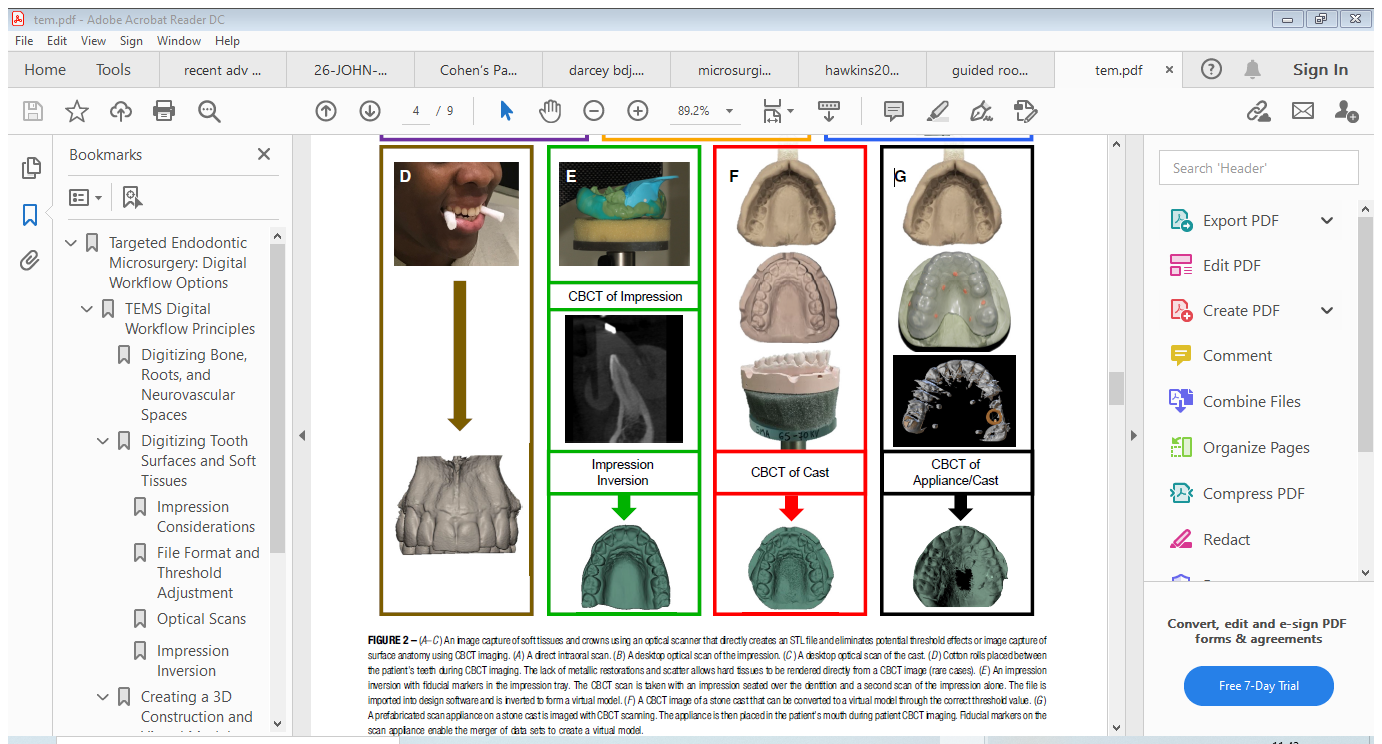 tem.pdf - Adobe Acrobat Reader DC
File Edit View Sign Window Help
Home Tools recent adv ... 26-JOHN-... Cohen's Pa... darcey bdj.... microsurgi... hawkins20... guided roo... tem.pdf × Sign In
4 / 9 89.2%
Bookmarks
Targeted Endodontic
Microsurgery: Digital
Workflow Options
TEMS Digital
Workflow Principles
Digitizing Bone,
Roots, and
Neurovascular
Spaces
Digitizing Tooth
Surfaces and Soft
Tissues
Impression
Considerations
File Format and
Threshold
Adjustment
Optical Scans
Impression
Inversion
Creating a 3D
Construction and
D
E
CBCT of Impression
Impression
Inversion
F
CBCT of Cast
G
CBCT of
Appliance/Cast
FIGURE 2 – (A–C) An image capture of soft tissues and crowns using an optical scanner that directly creates an STL file and eliminates potential threshold effects or image capture of
surface anatomy using CBCT imaging. (A) A direct intraoral scan. (B) A desktop optical scan of the impression. (C) A desktop optical scan of the cast. (D) Cotton rolls placed between
the patient's teeth during CBCT imaging. The lack of metallic restorations and scatter allows hard tissues to be rendered directly from a CBCT image (rare cases). (E) An impression
inversion with fiducial markers in the impression tray. The CBCT scan is taken with an impression seated over the dentition and a second scan of the impression alone. The file is
imported into design software and is inverted to form a virtual model. (F) A CBCT image of a stone cast that can be converted to a virtual model through the correct threshold value. (G)
A prefabricated scan appliance on a stone cast is imaged with CBCT scanning. The appliance is then placed in the patient's mouth during patient CBCT imaging. Fiducial markers on the
scan appliance enable the merger of data sets to create a virtual model.
Search 'Header'
Export PDF
Edit PDF
Create PDF
Comment
Combine Files
Organize Pages
Compress PDF
Redact
Convert, edit and e-sign PDF
forms & agreements
Free 7-Day Trial